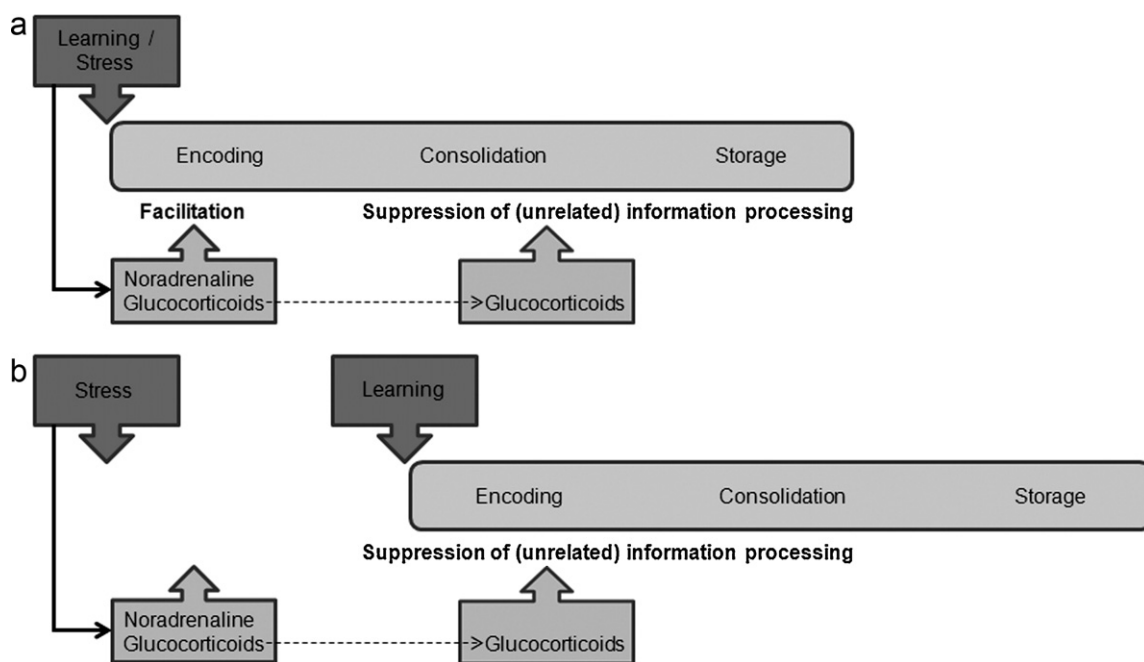 a
Learning /
Stress
Encoding Consolidation Storage
Facilitation Suppression of (unrelated) information processing
Noradrenaline
Glucocorticoids >Glucocorticoids
b
Stress Learning
Encoding Consolidation Storage
Suppression of (unrelated) information processing
Noradrenaline
Glucocorticoids >Glucocorticoids